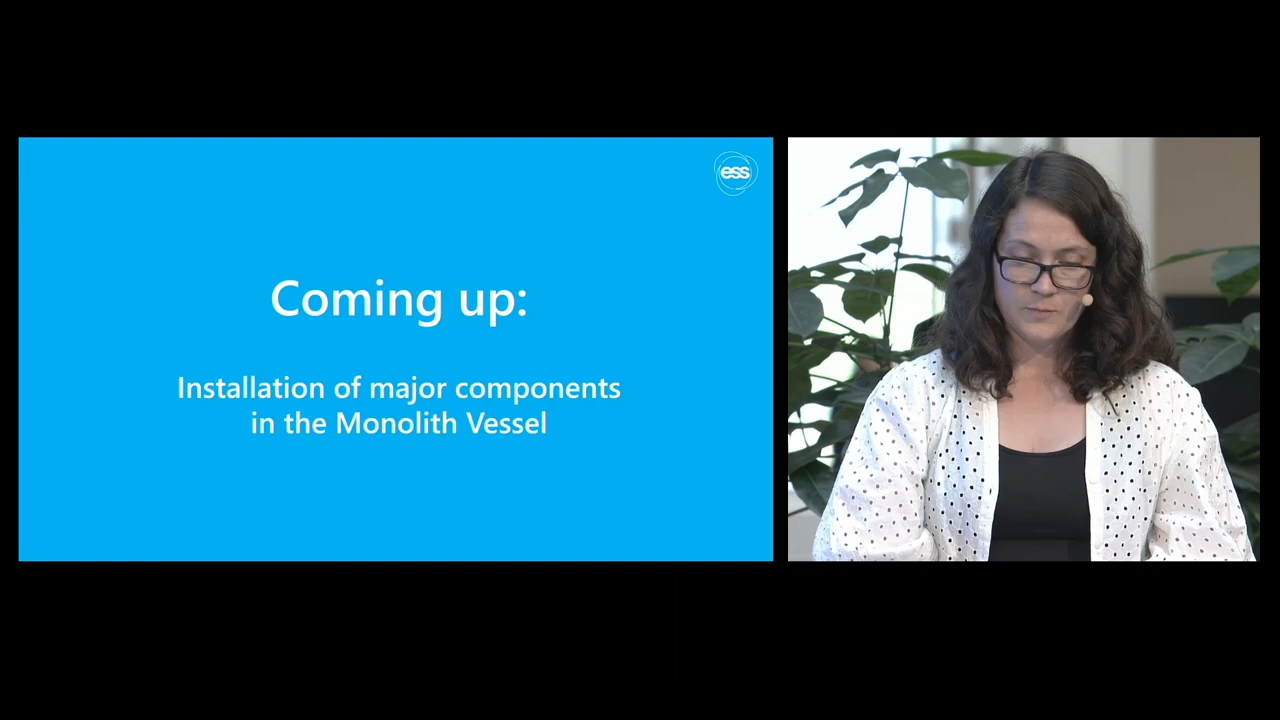 ess
Coming up:
Installation of major components
in the Monolith Vessel